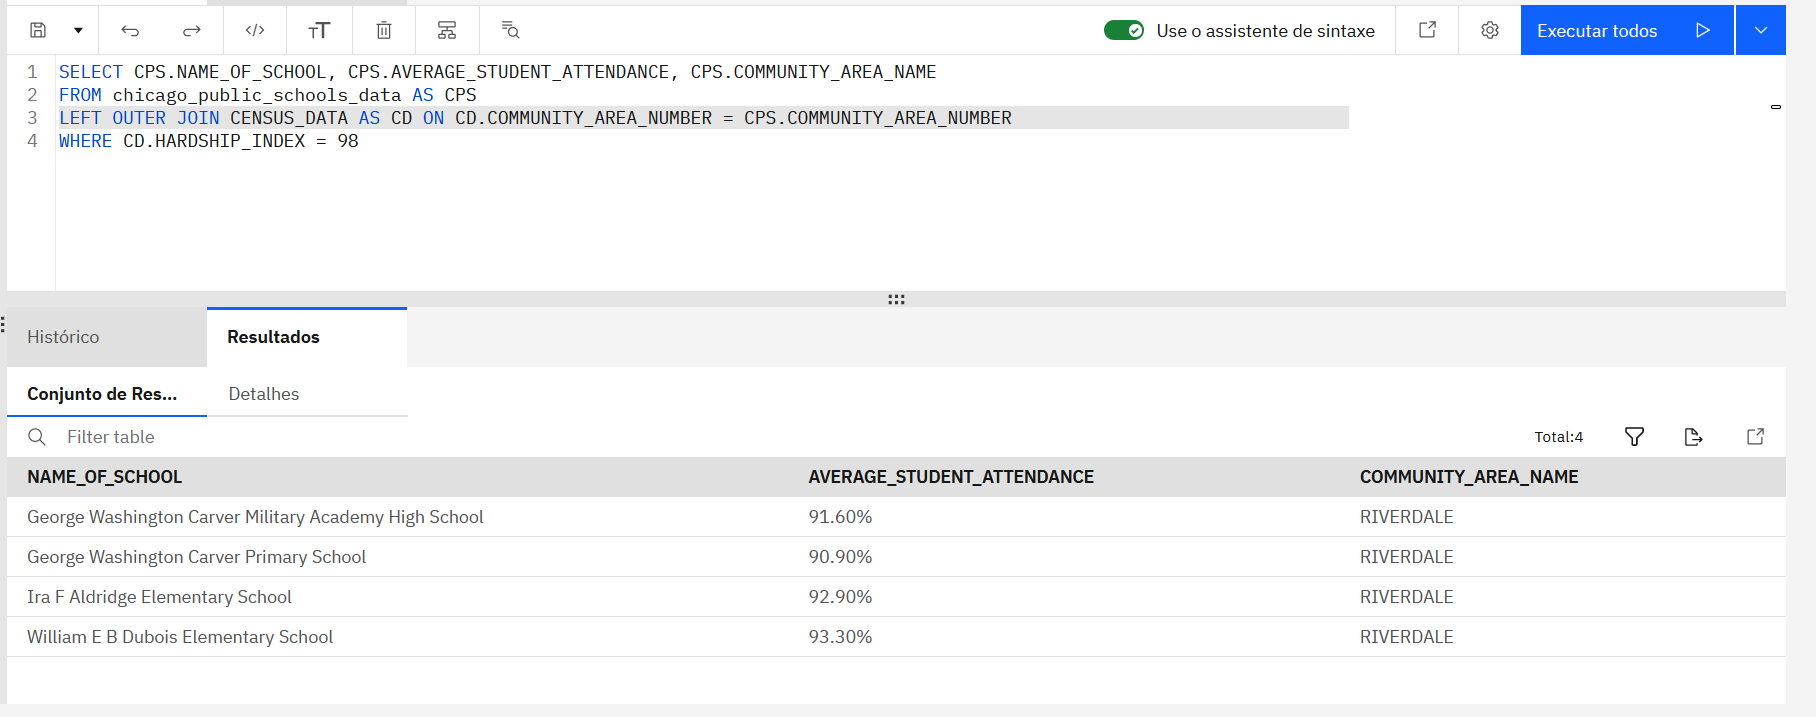 </> TT Use o assistente de sintaxe Executar todos
1 SELECT CPS.NAME_OF_SCHOOL, CPS.AVERAGE_STUDENT_ATTENDANCE, CPS.COMMUNITY_AREA_NAME
2 FROM chicago_public_schools_data AS CPS
3 LEFT OUTER JOIN CENSUS_DATA AS CD ON CD.COMMUNITY_AREA_NUMBER = CPS.COMMUNITY_AREA_NUMBER
4 WHERE CD.HARDSHIP_INDEX = 98
Histórico Resultados
Conjunto de Res... Detalhes
Filter table Total:4
NAME_OF_SCHOOL AVERAGE_STUDENT_ATTENDANCE COMMUNITY_AREA_NAME
George Washington Carver Military Academy High School 91.60% RIVERDALE
George Washington Carver Primary School 90.90% RIVERDALE
Ira F Aldridge Elementary School 92.90% RIVERDALE
William E B Dubois Elementary School 93.30% RIVERDALE